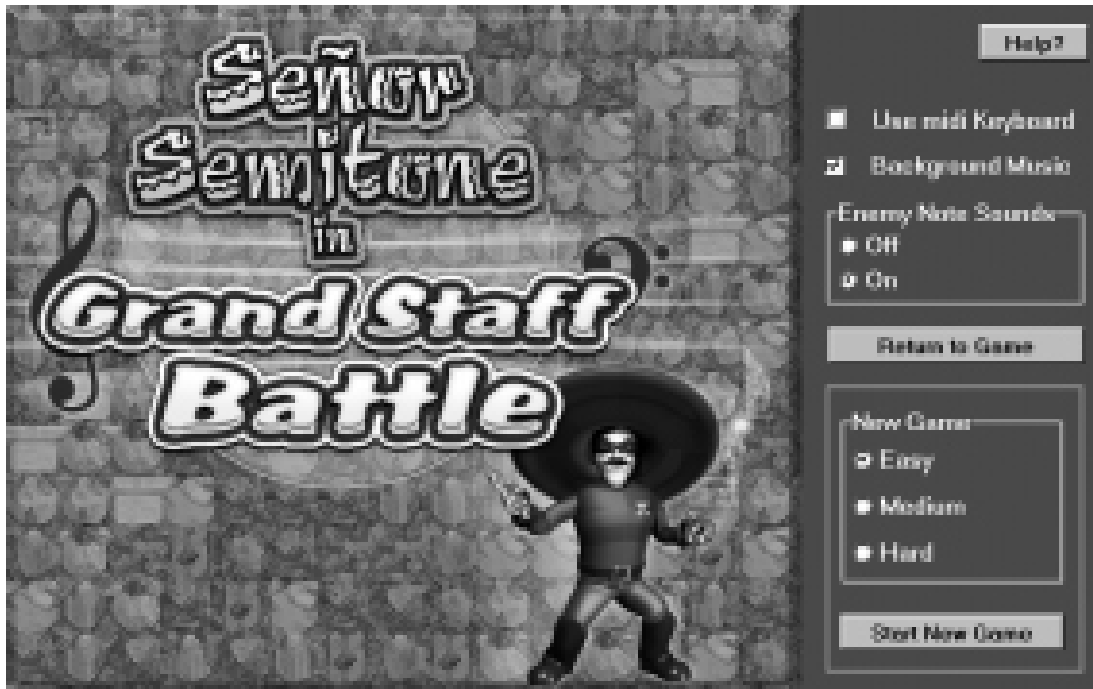 Señor
Semitone
in
Grand Staff
Battle
Help?
Use midi Keyboard
Background Music
Enemy Note Sounds
Off
On
Return to Game
New Game
Easy
Medium
Hard
Start New Game